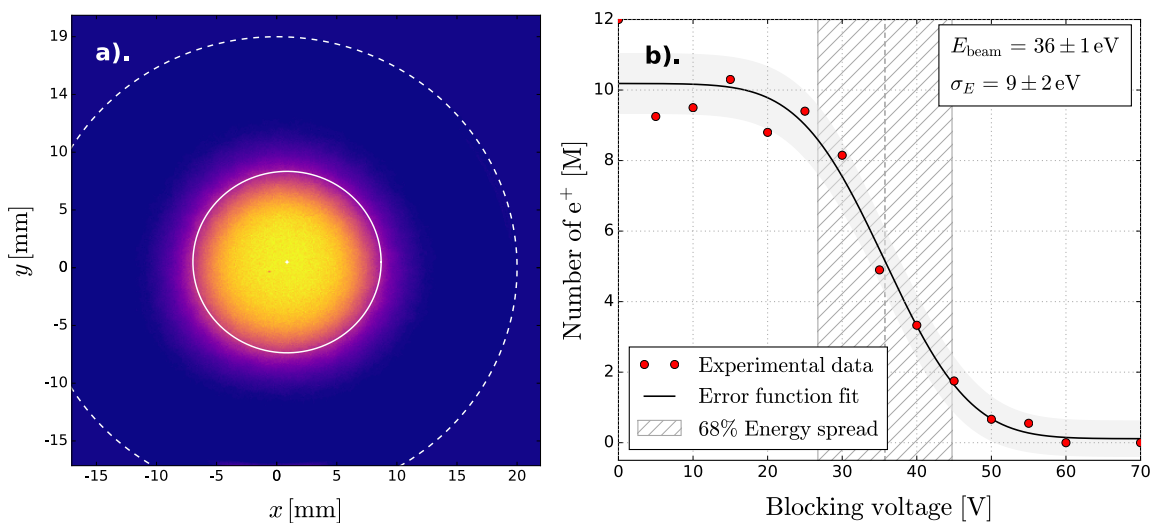 a).
19
14
10
5
0
-5
-10
-15
y [mm]
-15
-10
-5
0
5
10
15
20
x [mm]
b).
E_beam = 36 ± 1 eV
σ_E = 9 ± 2 eV
12
10
8
6
4
2
0
Number of e⁺ [M]
Experimental data
Error function fit
68% Energy spread
0
10
20
30
40
50
60
70
Blocking voltage [V]